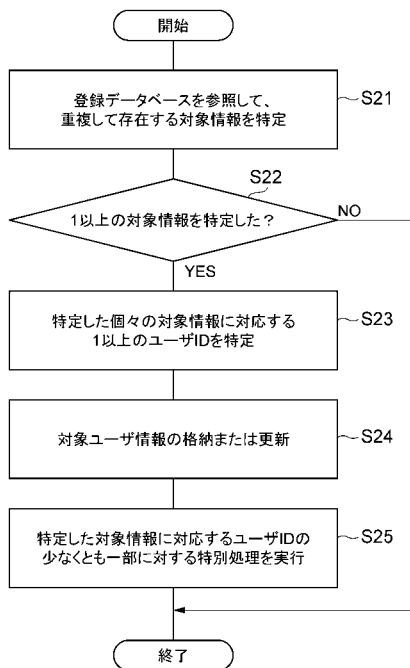 開始
登録データベースを参照して、
重複して存在する対象情報を特定
S21
S22
1以上の対象情報を特定した？
NO
YES
特定した個々の対象情報に対応する
1以上のユーザIDを特定
S23
対象ユーザ情報の格納または更新
S24
特定した対象情報に対応するユーザIDの
少なくとも一部に対する特別処理を実行
S25
終了